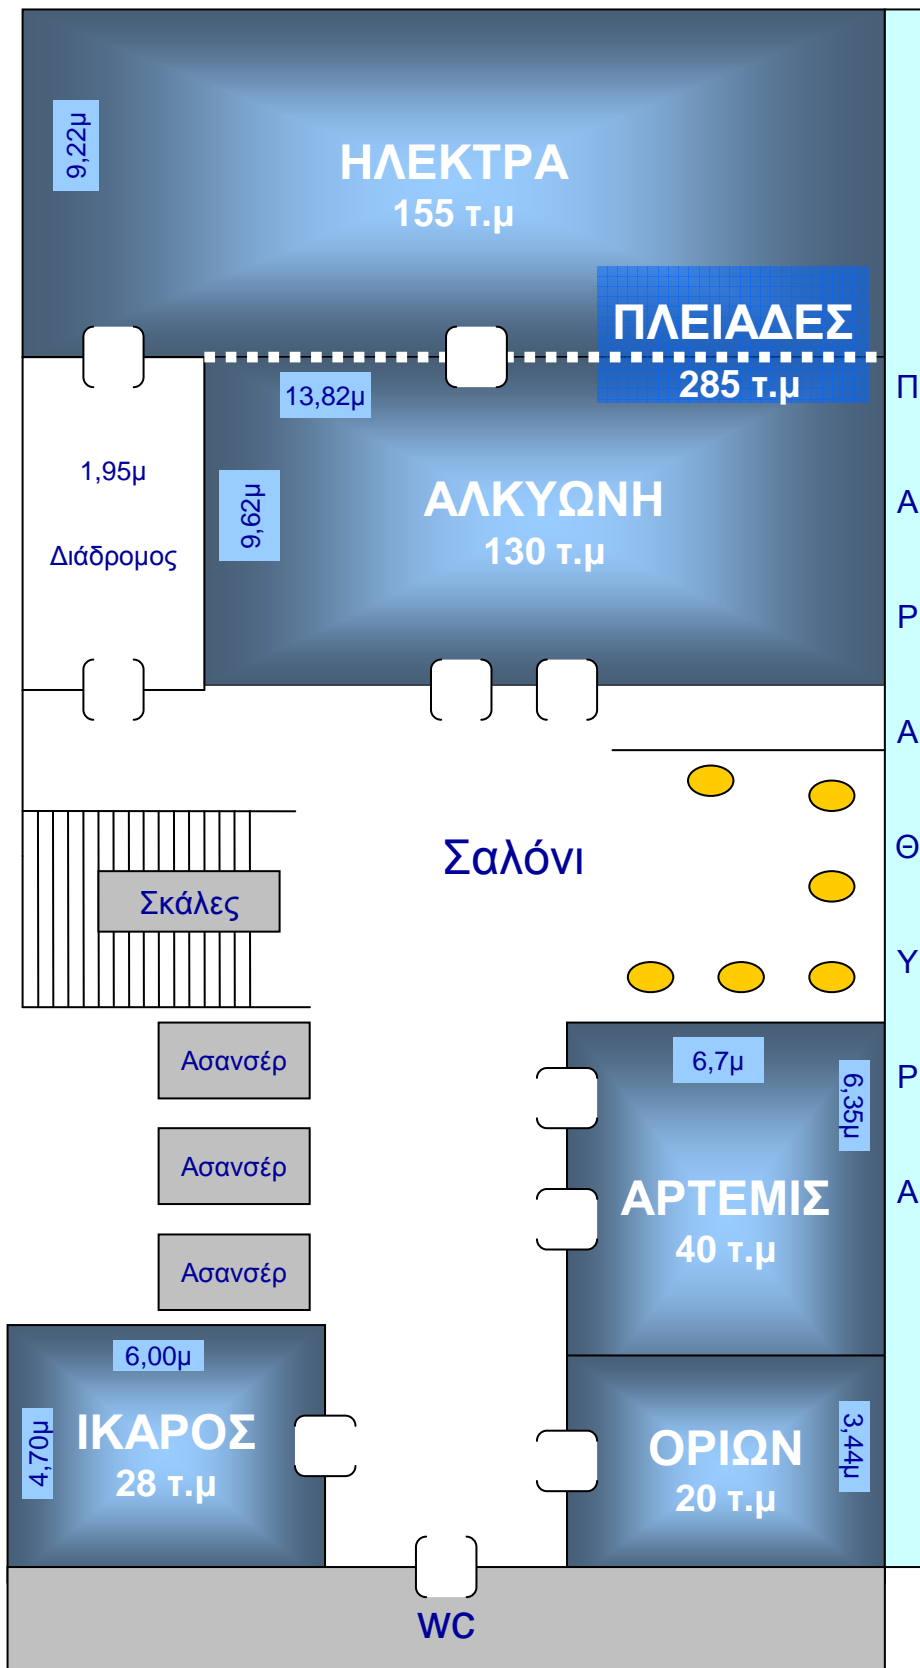 9,22μ
ΗΛΕΚΤΡΑ
155 τ.μ
ΠΛΕΙΑΔΕΣ
285 τ.μ
13,82μ
1,95μ
Διάδρομος
9,62μ
ΑΛΚΥΩΝΗ
130 τ.μ
Π
Α
Ρ
Α
Θ
Υ
Ρ
Α
Σαλόνι
Σκάλες
Ασανσέρ
Ασανσέρ
Ασανσέρ
6,7μ
6,35μ
ΑΡΤΕΜΙΣ
40 τ.μ
6,00μ
4,70μ
ΙΚΑΡΟΣ
28 τ.μ
3,44μ
ΟΡΙΩΝ
20 τ.μ
WC